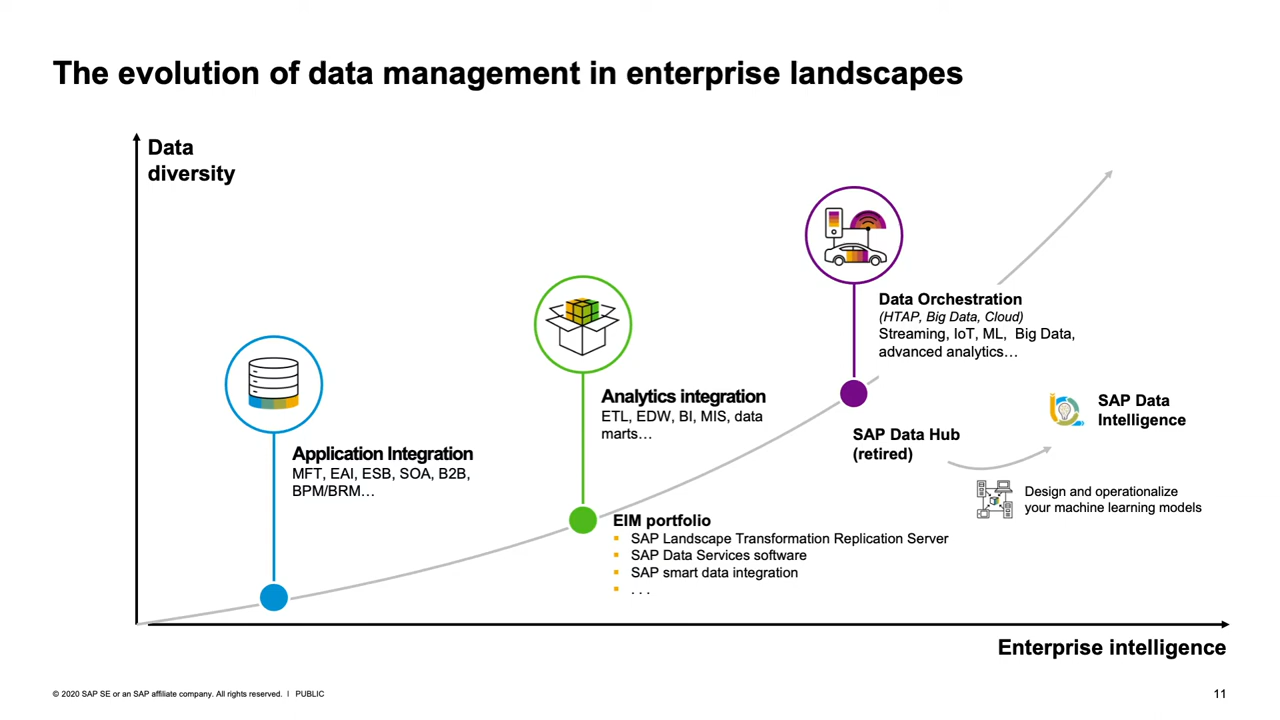 The evolution of data management in enterprise landscapes
Data
diversity
Data Orchestration
(HTAP, Big Data, Cloud)
Streaming, IoT, ML, Big Data,
advanced analytics…
Analytics integration
ETL, EDW, BI, MIS, data
marts…
SAP Data
Intelligence
SAP Data Hub
(retired)
Application Integration
MFT, EAI, ESB, SOA, B2B,
BPM/BRM…
Design and operationalize
your machine learning models
EIM portfolio
SAP Landscape Transformation Replication Server
SAP Data Services software
SAP smart data integration
. . .
Enterprise intelligence
© 2020 SAP SE or an SAP affiliate company. All rights reserved. ǀ PUBLIC
11